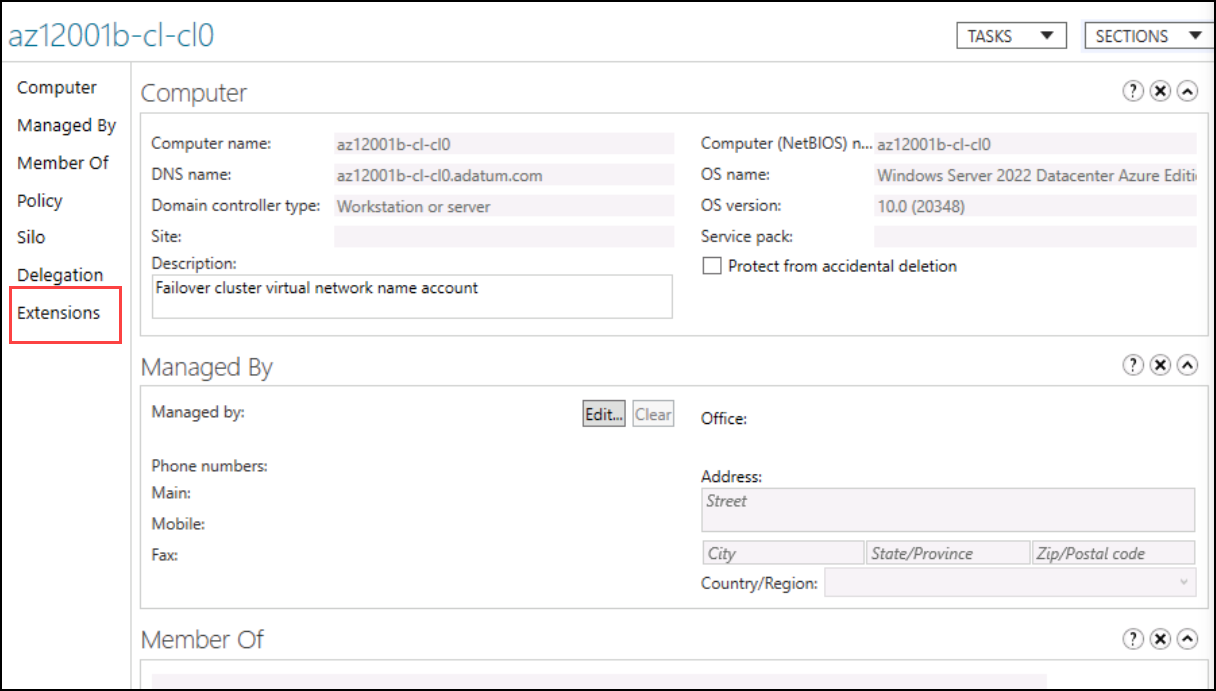 az12001b-cl-cl0
TASKS
SECTIONS
Computer
Managed By
Member Of
Policy
Silo
Delegation
Extensions
Computer
?
Computer name: az12001b-cl-cl0
DNS name: az12001b-cl-cl0.adatum.com
Domain controller type: Workstation or server
Site:
Description:
Failover cluster virtual network name account
Computer (NetBIOS) n... az12001b-cl-cl0
OS name: Windows Server 2022 Datacenter Azure Editi
OS version: 10.0 (20348)
Service pack:
Protect from accidental deletion
Managed By
?
Managed by: Edit... Clear
Phone numbers:
Main:
Mobile:
Fax:
Office:
Address:
Street
City State/Province Zip/Postal code
Country/Region:
Member Of
?